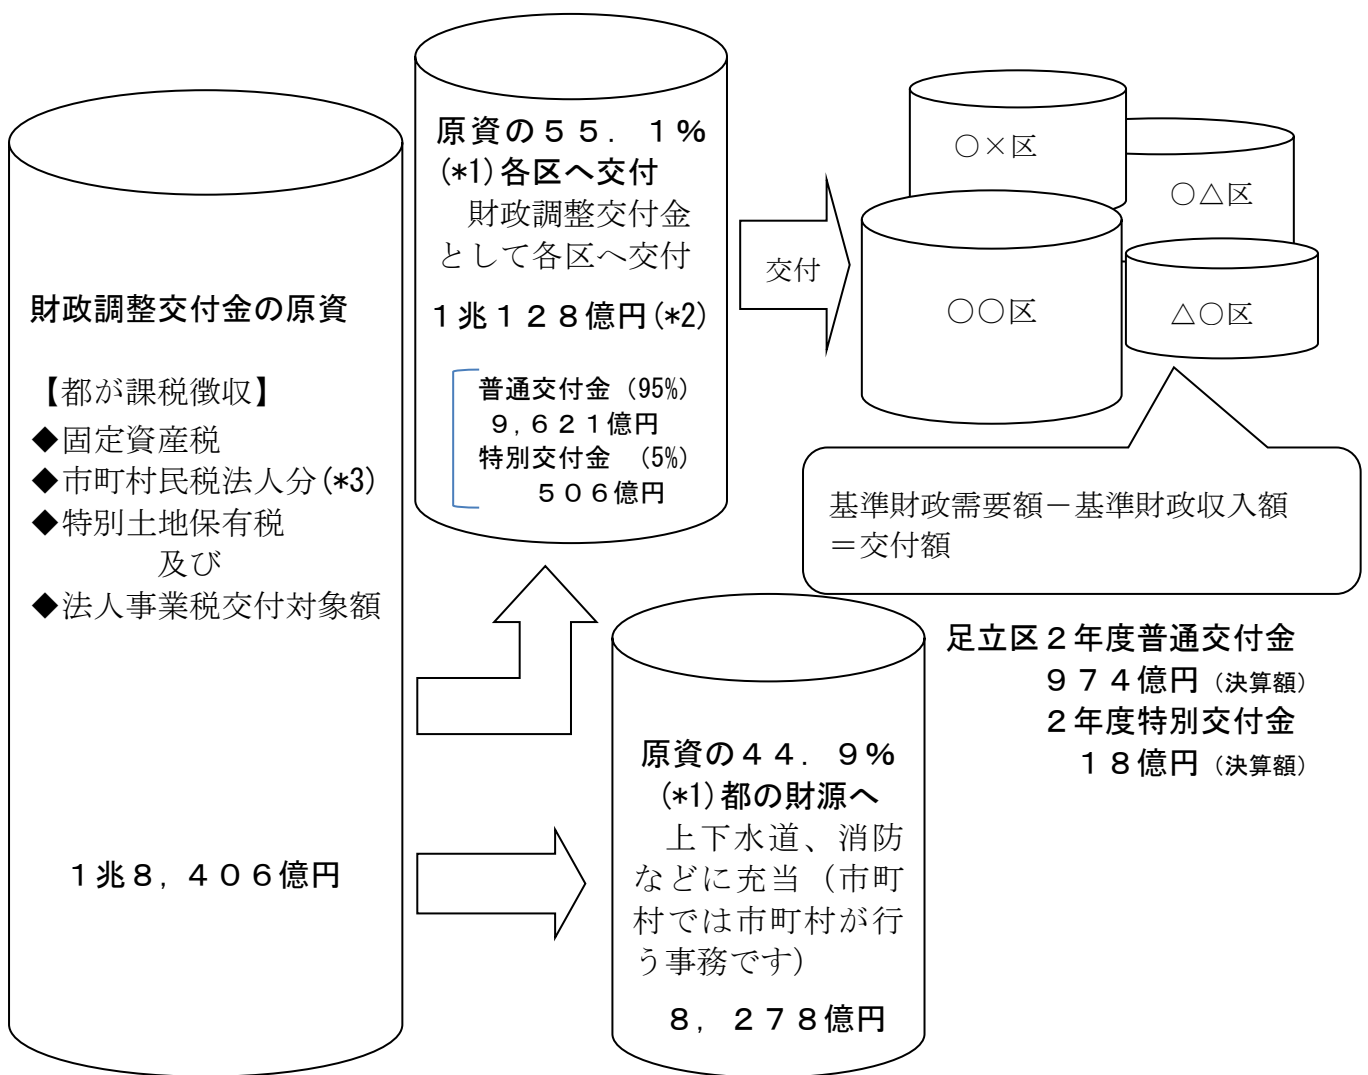 財政調整交付金の原資
【都が課税徴収】
◆固定資産税
◆市町村民税法人分(*3)
◆特別土地保有税
及び
◆法人事業税交付対象額
1兆8,406億円
原資の55.1%
(*1)各区へ交付
財政調整交付金
として各区へ交付
1兆128億円(*2)
普通交付金(95%)
9,621億円
特別交付金 (5%)
506億円
交付
○×区
○△区
○○区
△○区
基準財政需要額－基準財政収入額
＝交付額
原資の44.9%
(*1)都の財源へ
上下水道、消防
などに充当（市町
村では市町村が行
う事務です）
8,278億円
足立区2年度普通交付金
974億円（決算額）
2年度特別交付金
18億円（決算額）